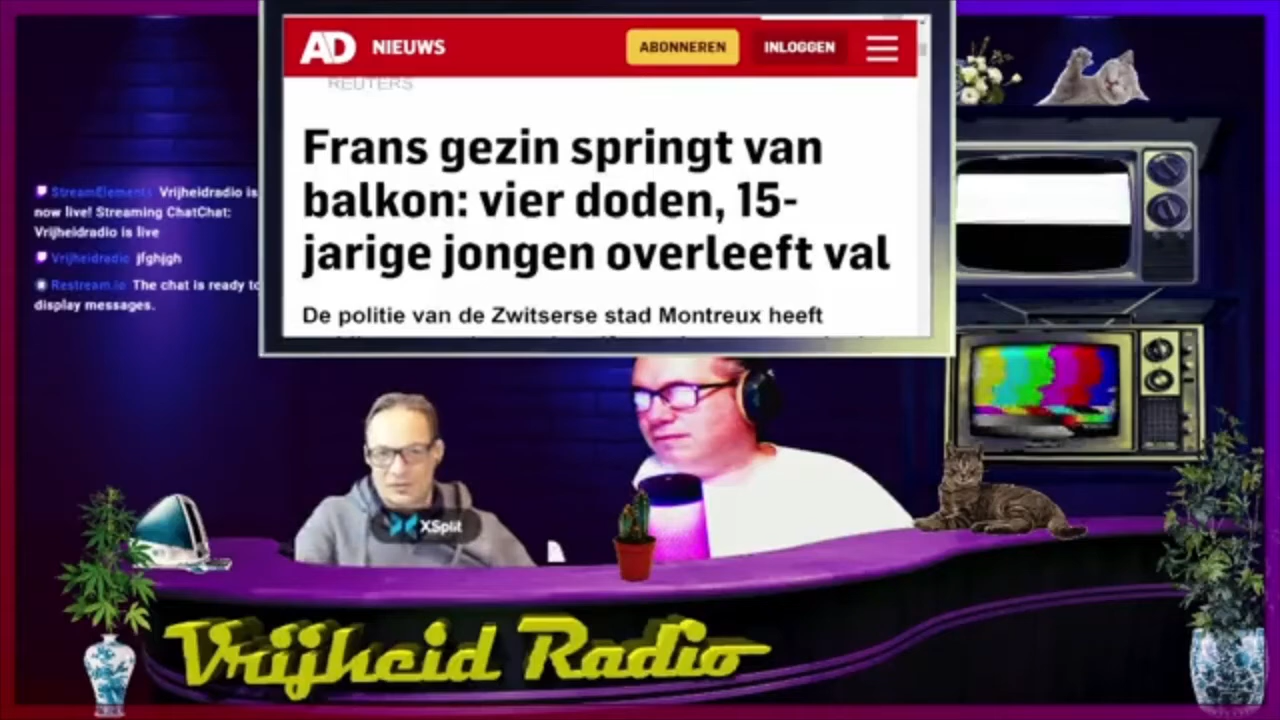 AD NIEUWS ABONNEREN INLOGGEN
REUTERS
Frans gezin springt van
balkon: vier doden, 15-
jarige jongen overleeft val
De politie van de Zwitserse stad Montreux heeft
StreamElements Vrijheidradio is
now live! Streaming ChatChat:
Vrijheidradio is live
Vrijheidradio jfghjgh
Restream.io The chat is ready to
display messages.
XSplit
Vrijheid Radio